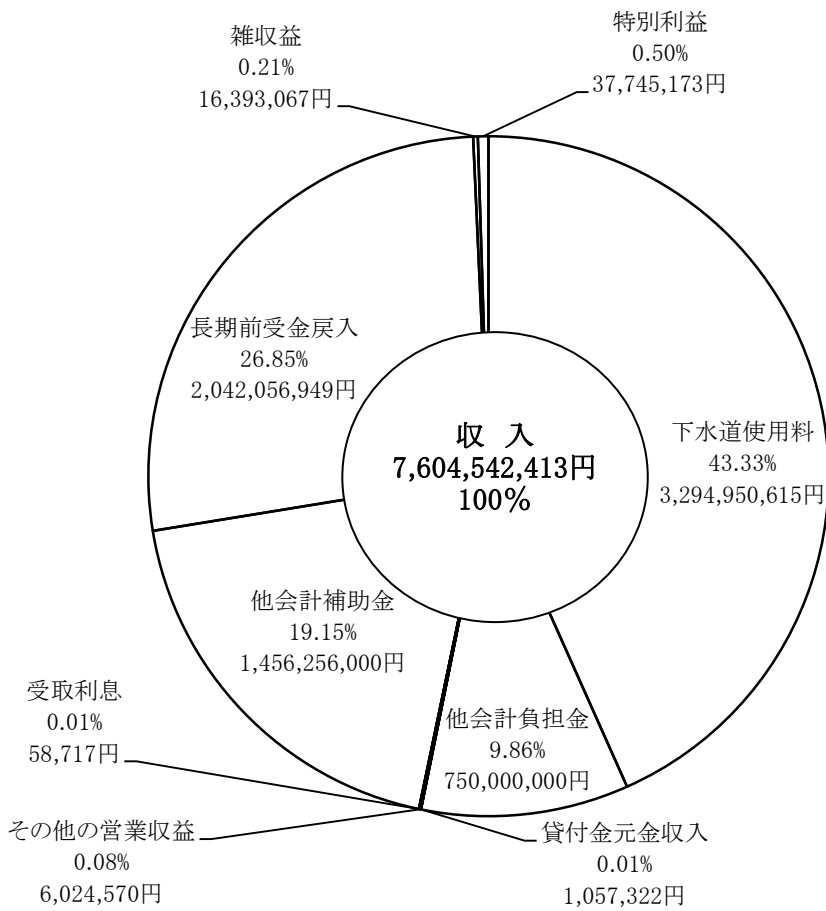 雑収益
0.21%
16,393,067円
特別利益
0.50%
37,745,173円
長期前受金戻入
26.85%
2,042,056,949円
収 入
7,604,542,413円
100%
下水道使用料
43.33%
3,294,950,615円
他会計補助金
19.15%
1,456,256,000円
受取利息
0.01%
58,717円
他会計負担金
9.86%
750,000,000円
その他の営業収益
0.08%
6,024,570円
貸付金元金収入
0.01%
1,057,322円